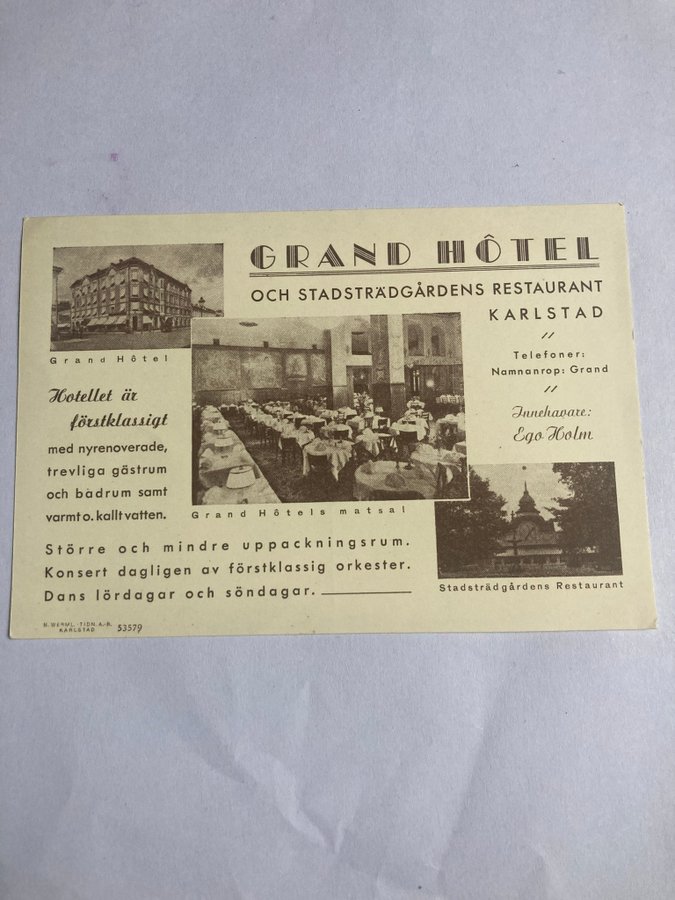 GRAND HÔTEL
OCH STADSTRÄDGÅRDENS RESTAURANT
KARLSTAD
Telefoner:
Namnanrop: Grand
Innehavare:
Ego Holm
Grand Hôtel
Hotellet är
förstklassigt
med nyrenoverade,
trevliga gästrum
och badrum samt
varmt o. kallt vatten.
Grand Hôtels matsal
Större och mindre uppackningsrum.
Konsert dagligen av förstklassig orkester.
Dans lördagar och söndagar.
Stadsträdgårdens Restaurant
N. WERML. TIDN. A.-B.
KARLSTAD 53579